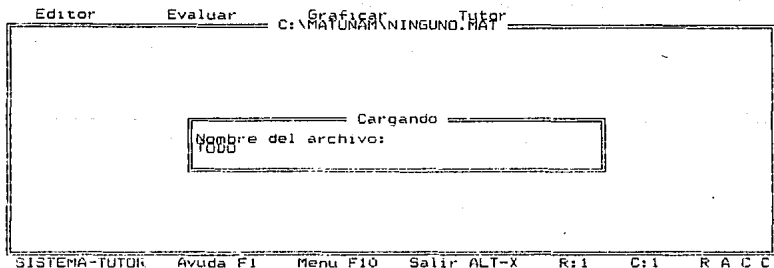 Editor Evaluar Graficar Tutor
C:\MATUNAM\NINGUNO.MAT
Cargando
Nombre del archivo:
TODO
SISTEMA-TUTOR Ayuda F1 Menu F10 Salir ALT-X R:1 C:1 R A C C